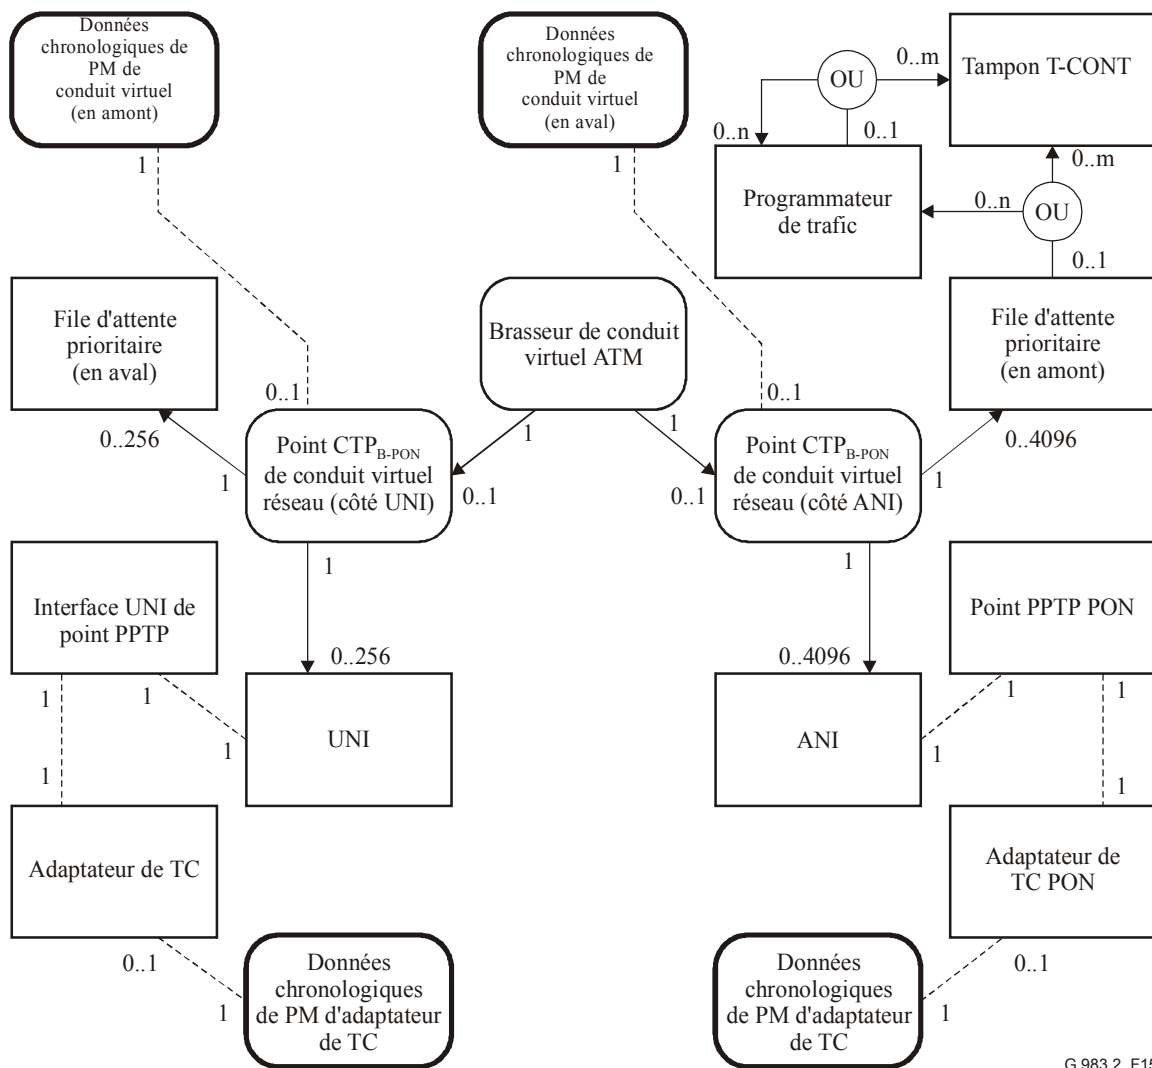 Données
chronologiques de
PM de
conduit virtuel
(en amont)
1
Données
chronologiques de
PM de
conduit virtuel
(en aval)
1
OU
0..m
Tampon T-CONT
0..n
0..1
Programmateur
de trafic
0..m
0..n
OU
0..1
File d'attente
prioritaire
(en aval)
Brasseur de conduit
virtuel ATM
File d'attente
prioritaire
(en amont)
0..1
0..1
0..256
1
1
0..4096
Point CTP_B-PON
de conduit virtuel
réseau (côté UNI)
1
0..1
Point CTP_B-PON
de conduit virtuel
réseau (côté ANI)
0..1
1
1
1
Interface UNI de
point PPTP
Point PPTP PON
0..256
0..4096
1
1
1
1
UNI
1
ANI
1
1
1
Adaptateur de TC
Adaptateur de
TC PON
0..1
1
Données
chronologiques
de PM d'adaptateur
de TC
Données
chronologiques
de PM d'adaptateur
de TC
0..1
1
G.983.2_F15